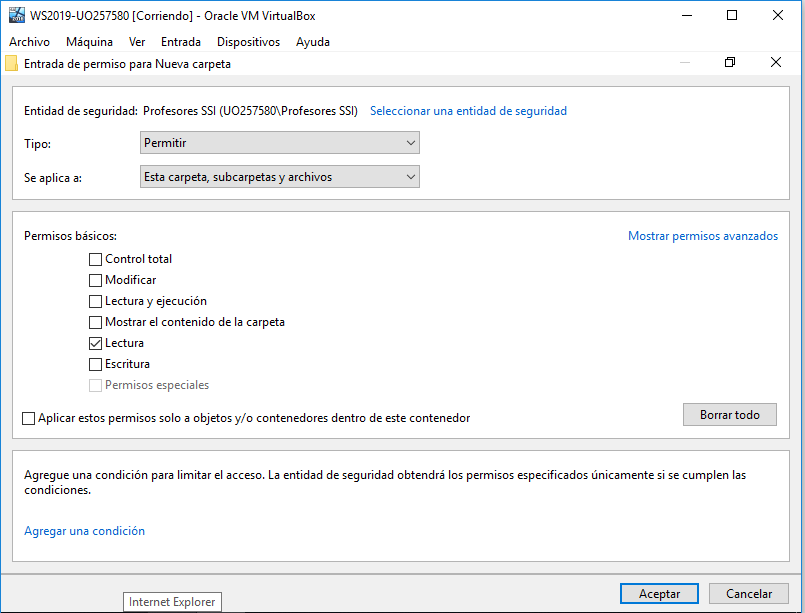 WS2019-UO257580 [Corriendo] - Oracle VM VirtualBox
Archivo Máquina Ver Entrada Dispositivos Ayuda
Entrada de permiso para Nueva carpeta
Entidad de seguridad: Profesores SSI (UO257580\Profesores SSI) Seleccionar una entidad de seguridad
Tipo: Permitir
Se aplica a: Esta carpeta, subcarpetas y archivos
Permisos básicos: Mostrar permisos avanzados
Control total
Modificar
Lectura y ejecución
Mostrar el contenido de la carpeta
Lectura
Escritura
Permisos especiales
Aplicar estos permisos solo a objetos y/o contenedores dentro de este contenedor Borrar todo
Agregue una condición para limitar el acceso. La entidad de seguridad obtendrá los permisos especificados únicamente si se cumplen las
condiciones.
Agregar una condición
Aceptar Cancelar
Internet Explorer